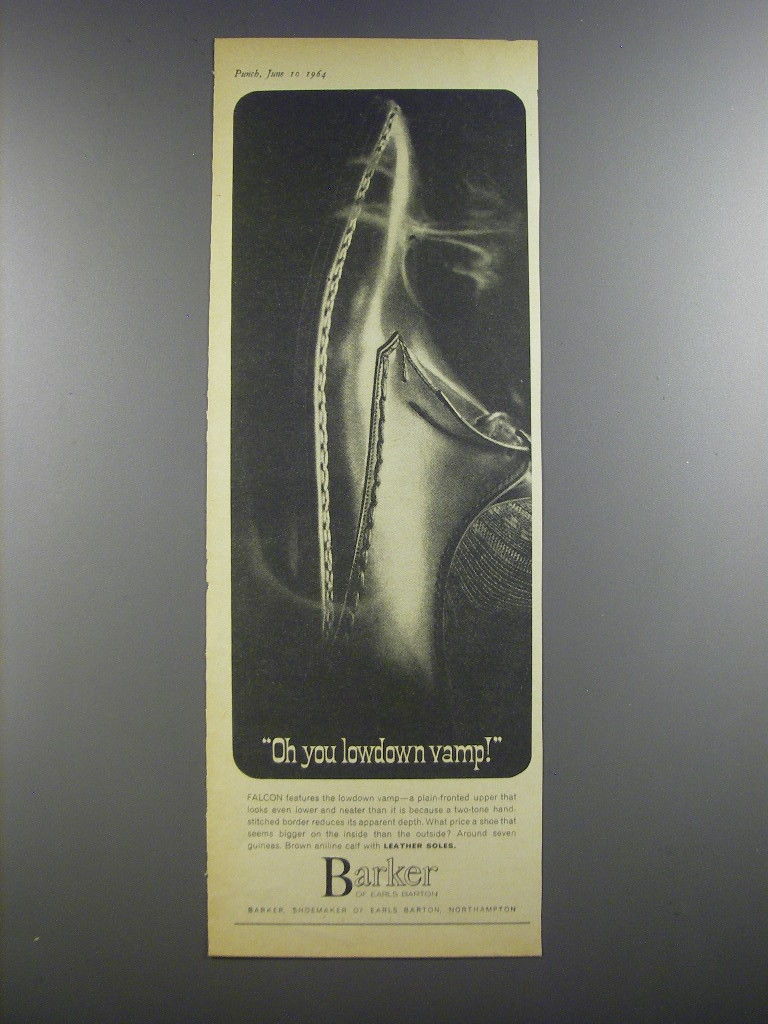 Punch, June 10 1964
“Oh you lowdown vamp!”
FALCON features the lowdown vamp—a plain-fronted upper that
looks even lower and neater than it is because a two-tone hand-
stitched border reduces its apparent depth. What price a shoe that
seems bigger on the inside than the outside? Around seven
guineas. Brown aniline calf with LEATHER SOLES.
Barker
OF EARLS BARTON
BARKER, SHOEMAKER OF EARLS BARTON, NORTHAMPTON